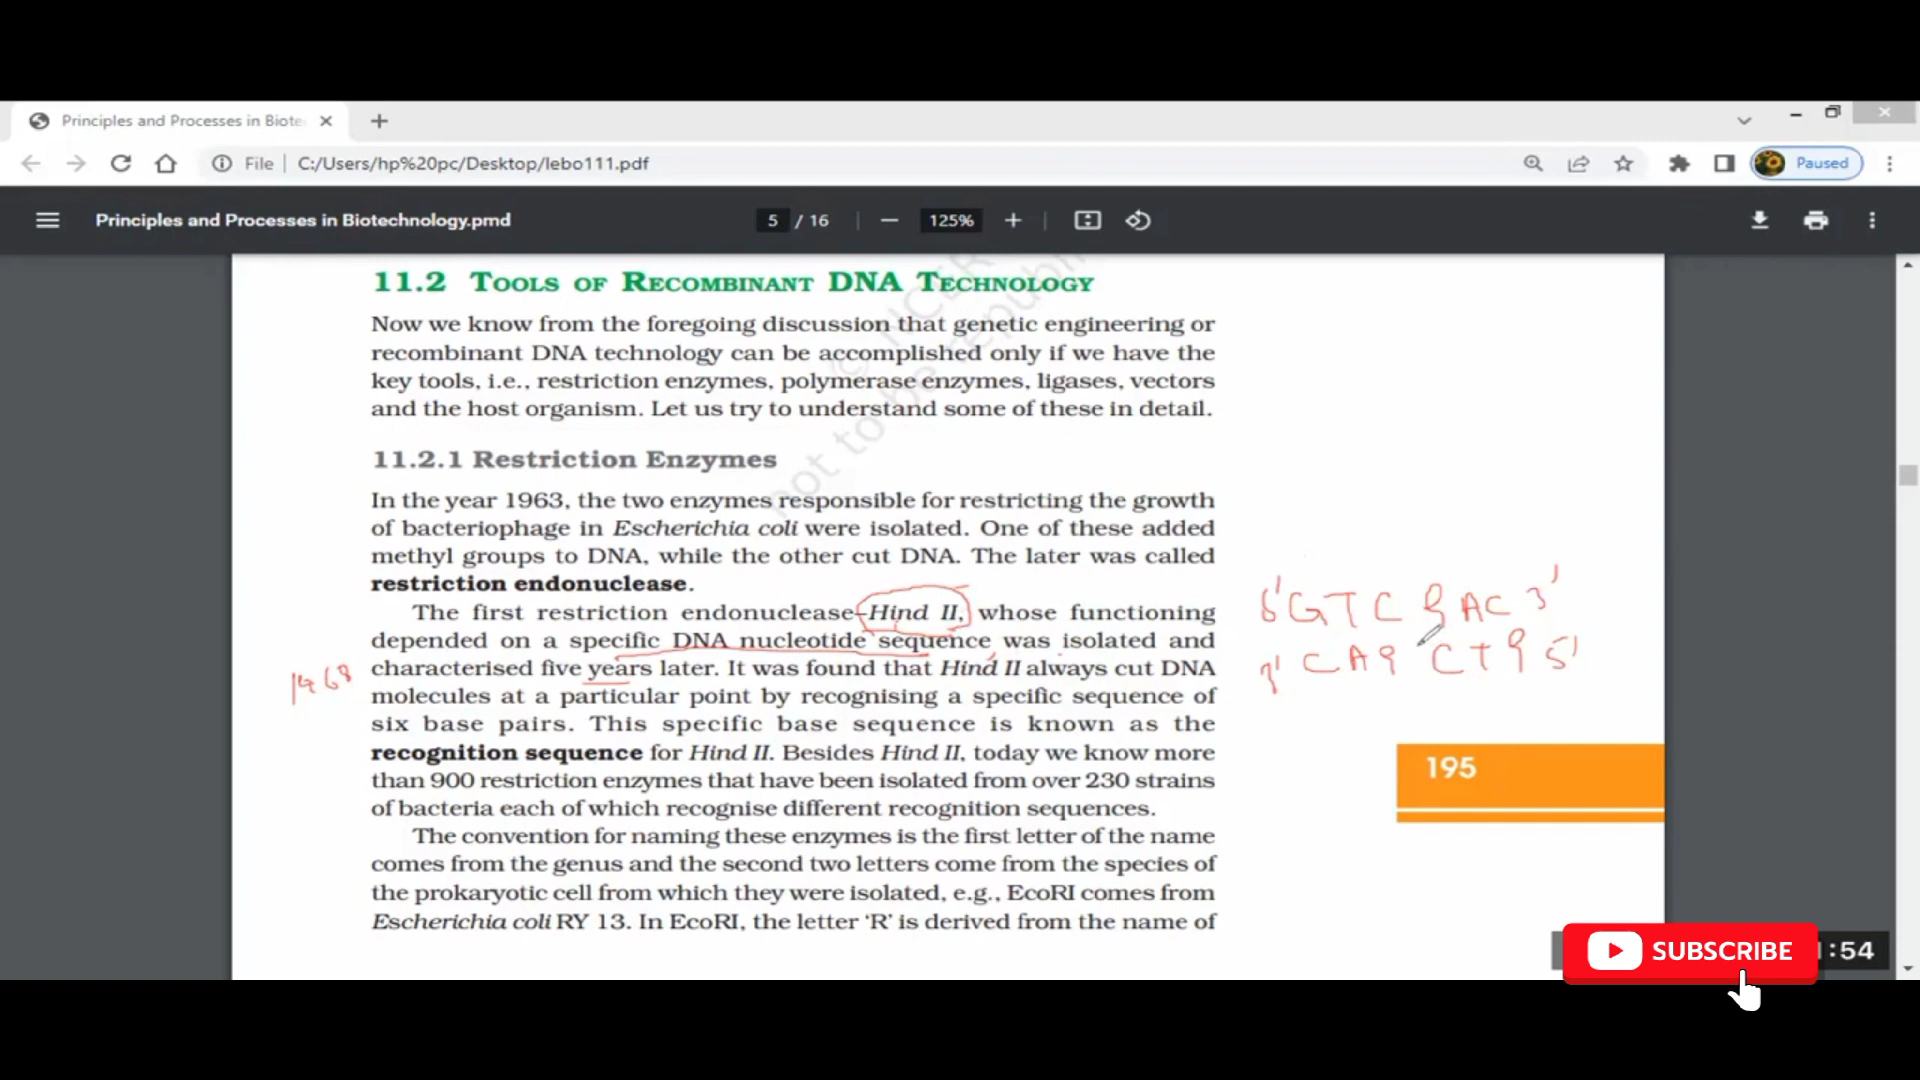 Principles and Processes in Biote
File | C:/Users/hp%20pc/Desktop/lebo111.pdf
Paused
Principles and Processes in Biotechnology.pmd
5 / 16
125%
11.2 TOOLS OF RECOMBINANT DNA TECHNOLOGY
Now we know from the foregoing discussion that genetic engineering or
recombinant DNA technology can be accomplished only if we have the
key tools, i.e., restriction enzymes, polymerase enzymes, ligases, vectors
and the host organism. Let us try to understand some of these in detail.
11.2.1 Restriction Enzymes
In the year 1963, the two enzymes responsible for restricting the growth
of bacteriophage in Escherichia coli were isolated. One of these added
methyl groups to DNA, while the other cut DNA. The later was called
restriction endonuclease.
The first restriction endonuclease–Hind II, whose functioning
depended on a specific DNA nucleotide sequence was isolated and
characterised five years later. It was found that Hind II always cut DNA
molecules at a particular point by recognising a specific sequence of
six base pairs. This specific base sequence is known as the
recognition sequence for Hind II. Besides Hind II, today we know more
than 900 restriction enzymes that have been isolated from over 230 strains
of bacteria each of which recognise different recognition sequences.
The convention for naming these enzymes is the first letter of the name
comes from the genus and the second two letters come from the species of
the prokaryotic cell from which they were isolated, e.g., EcoRI comes from
Escherichia coli RY 13. In EcoRI, the letter ‘R’ is derived from the name of
1968
5' GTC GAC 3'
3' CAG CTG 5'
195
© NCER
not to be republi
SUBSCRIBE
:54